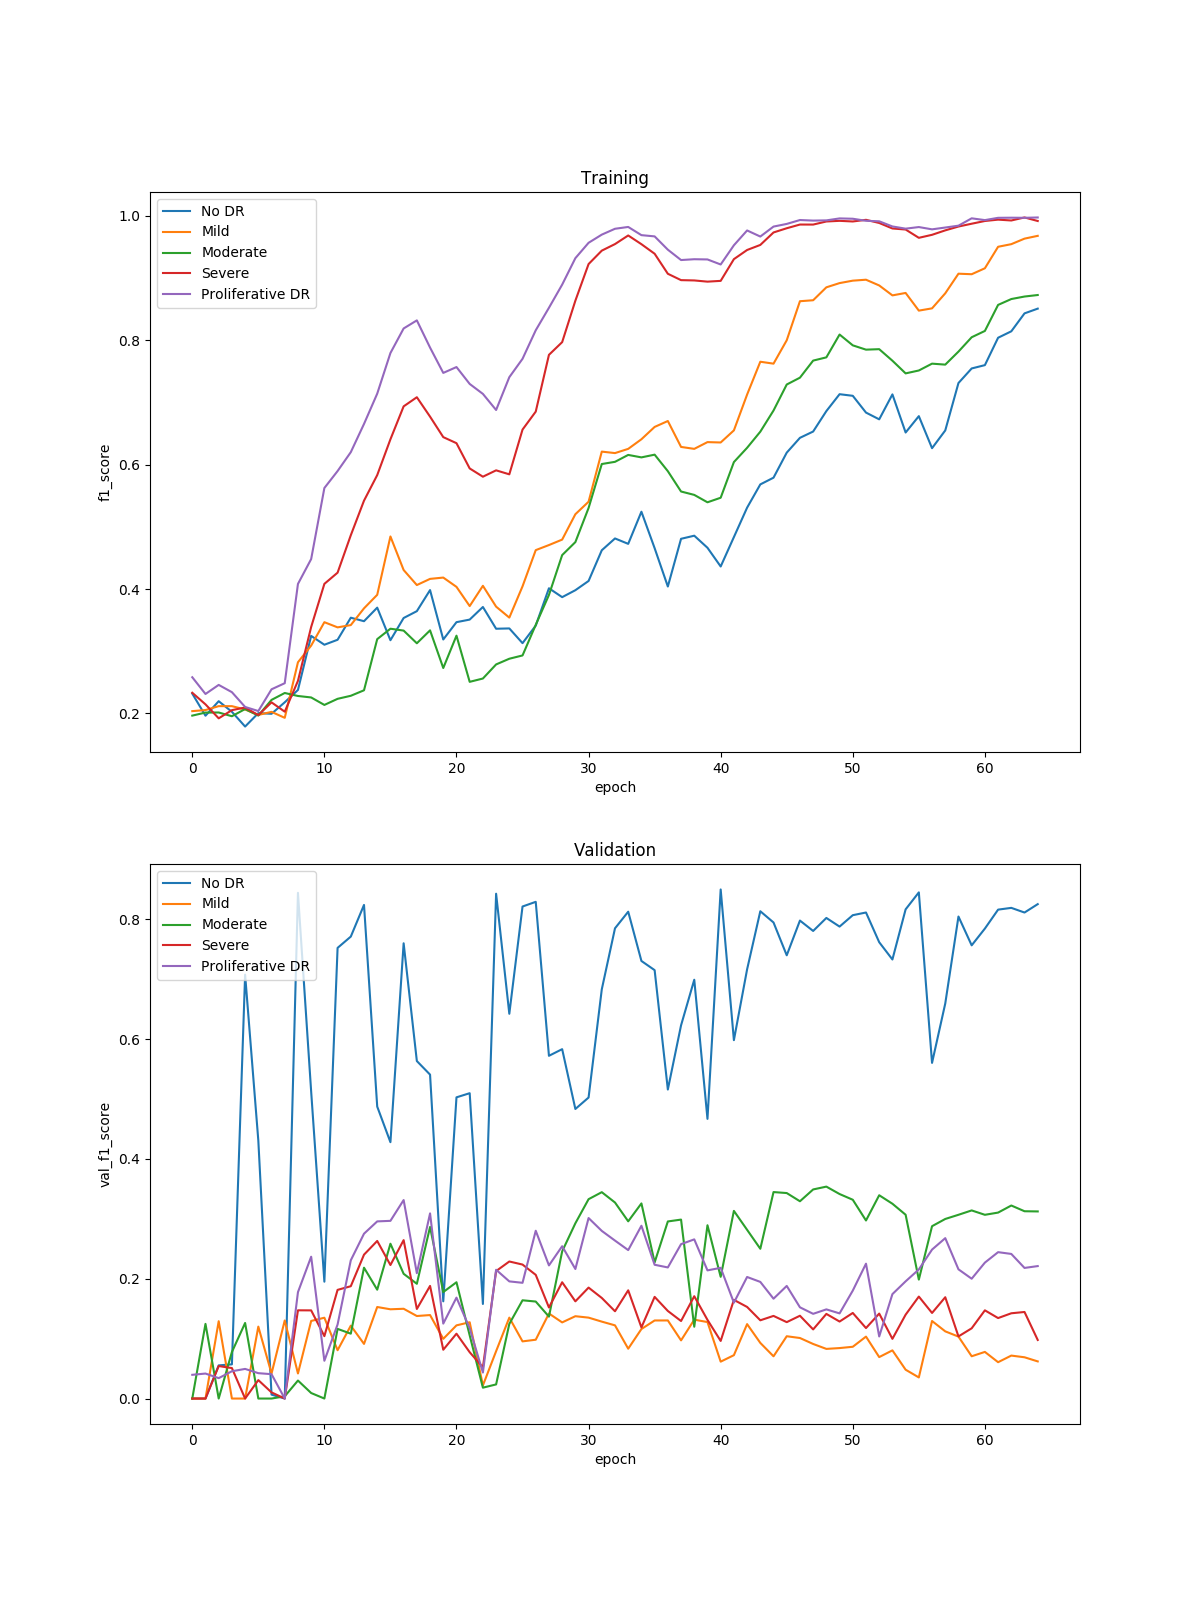 Training
No DR
Mild
Moderate
Severe
Proliferative DR
1.0
0.8
0.6
0.4
0.2
f1_score
0 10 20 30 40 50 60
epoch
Validation
No DR
Mild
Moderate
Severe
Proliferative DR
0.8
0.6
0.4
0.2
0.0
val_f1_score
0 10 20 30 40 50 60
epoch